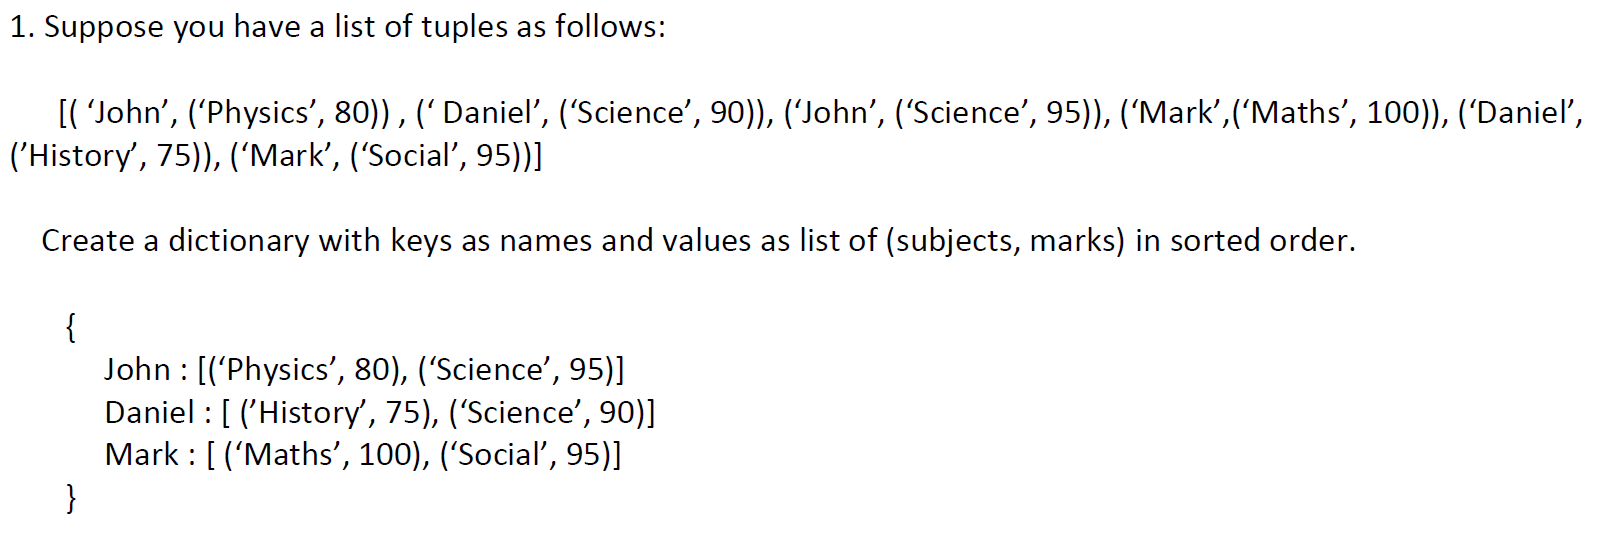 1. Suppose you have a list of tuples as follows:
[( ‘John’, (‘Physics’, 80)) , (‘ Daniel’, (‘Science’, 90)), (‘John’, (‘Science’, 95)), (‘Mark’,(‘Maths’, 100)), (‘Daniel’,
(’History’, 75)), (‘Mark’, (‘Social’, 95))]
Create a dictionary with keys as names and values as list of (subjects, marks) in sorted order.
{
John : [(‘Physics’, 80), (‘Science’, 95)]
Daniel : [ (’History’, 75), (‘Science’, 90)]
Mark : [ (‘Maths’, 100), (‘Social’, 95)]
}